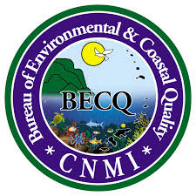 Bureau of Environmental & Coastal Quality
BECQ
CNMI